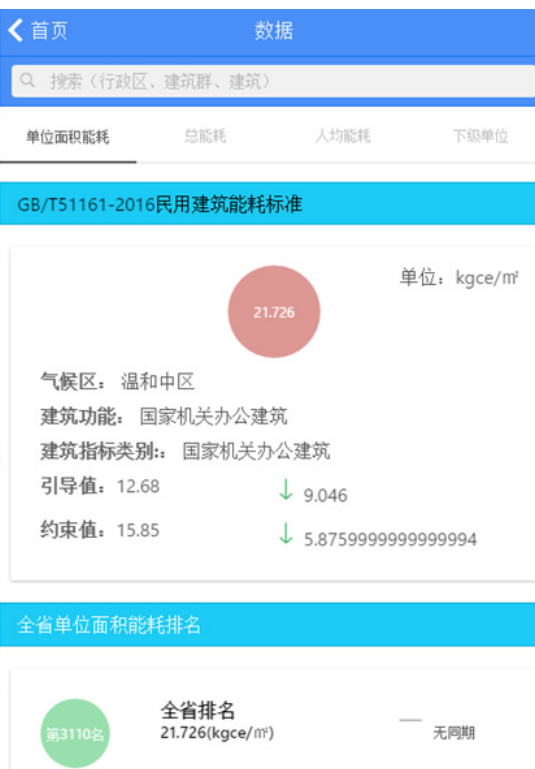 首页 数据
搜索（行政区、建筑群、建筑）
单位面积能耗 总能耗 人均能耗 下级单位
GB/T51161-2016民用建筑能耗标准
单位：kgce/㎡
21.726
气候区： 温和中区
建筑功能： 国家机关办公建筑
建筑指标类别:： 国家机关办公建筑
引导值：12.68 ↓ 9.046
约束值：15.85 ↓ 5.8759999999999994
全省单位面积能耗排名
全省排名
第3110名 21.726(kgce/㎡) — 无同期